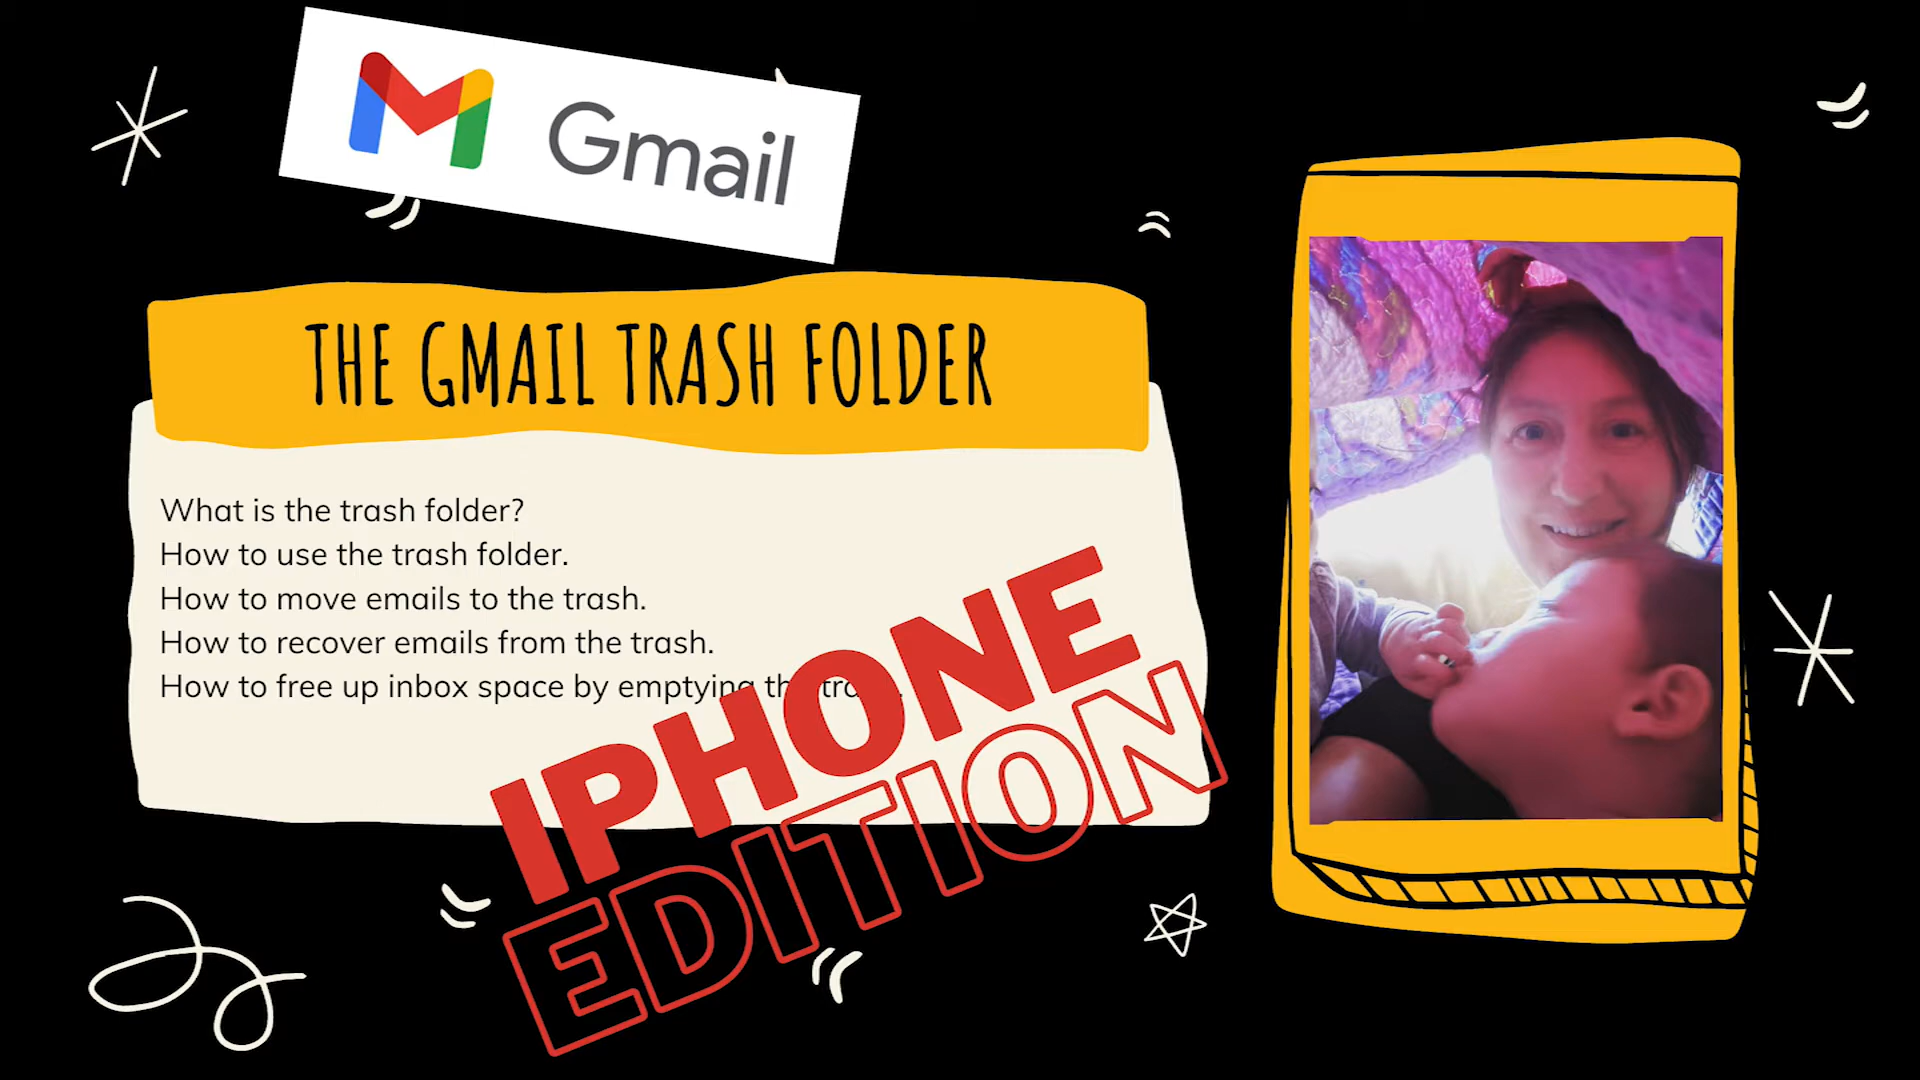 Gmail
THE GMAIL TRASH FOLDER
What is the trash folder?
How to use the trash folder.
How to move emails to the trash.
How to recover emails from the trash.
How to free up inbox space by emptying
IPHONE
EDITION